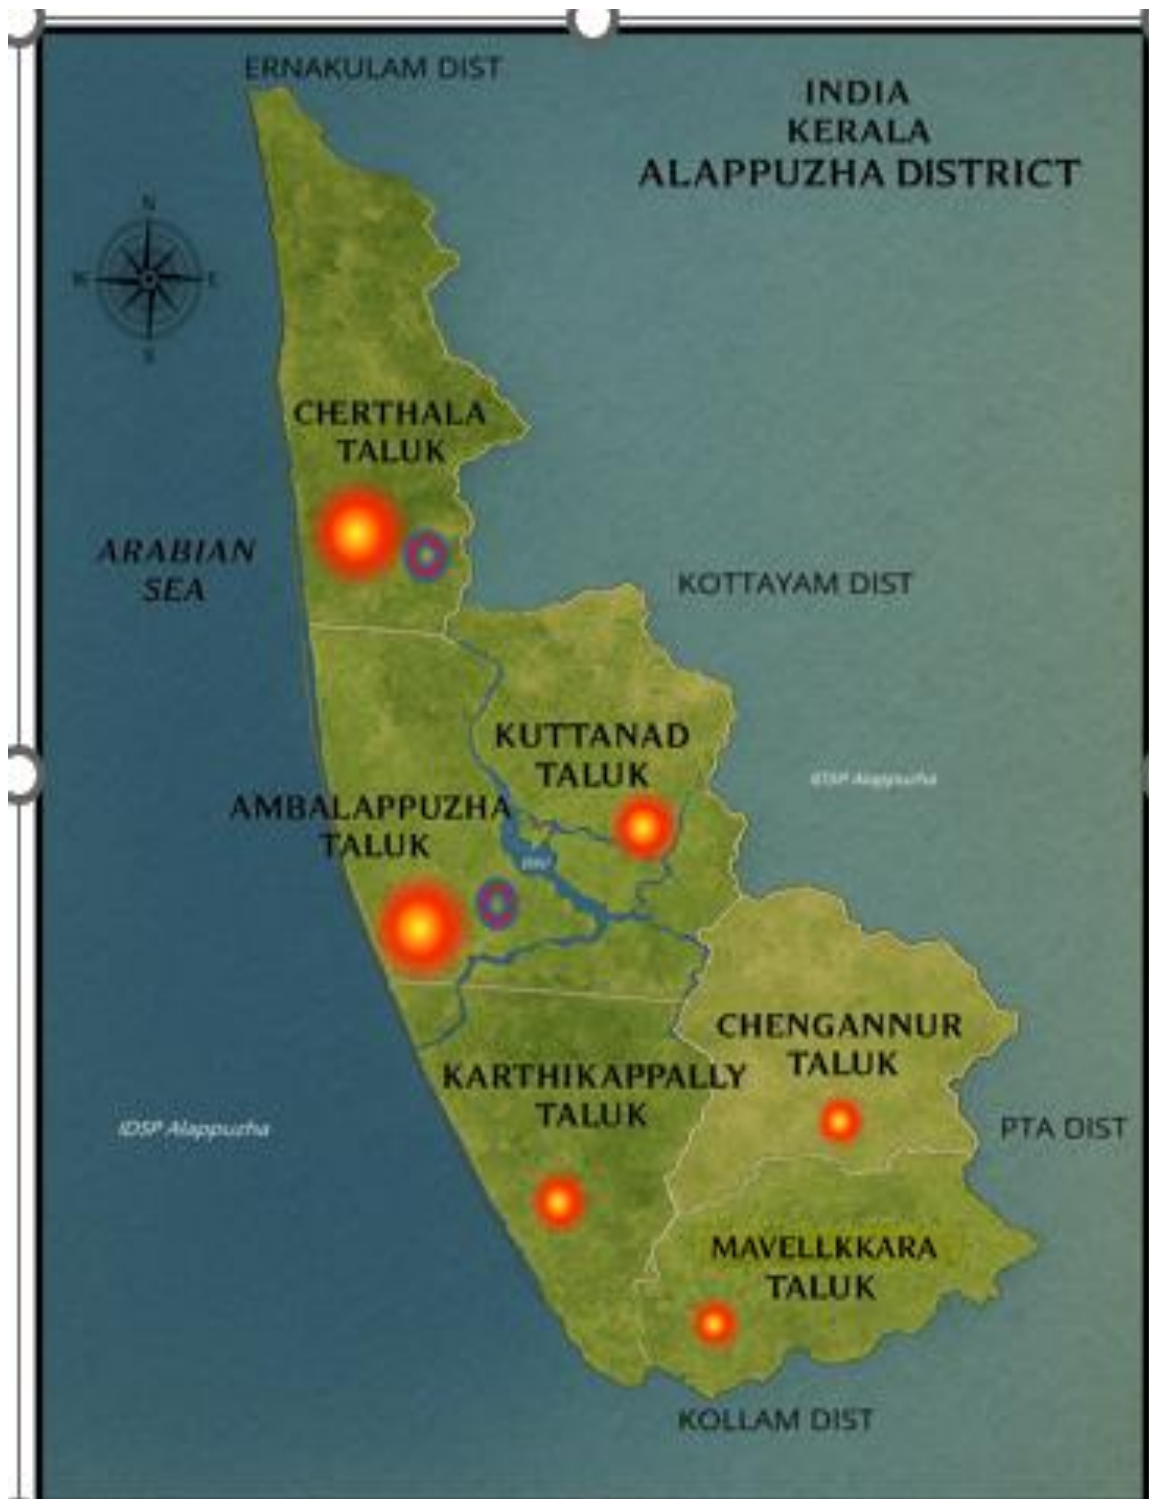 ERNAKULAM DIST
INDIA
KERALA
ALAPPUZHA DISTRICT
N
E
S
CHERTHALA
TALUK
ARABIAN
SEA
KOTTAYAM DIST
KUTTANAD
TALUK
IDSP Alappuzha
AMBALAPPUZHA
TALUK
CHENGANNUR
TALUK
KARTHIKAPPALLY
TALUK
IDSP Alappuzha
PTA DIST
MAVELLKKARA
TALUK
KOLLAM DIST